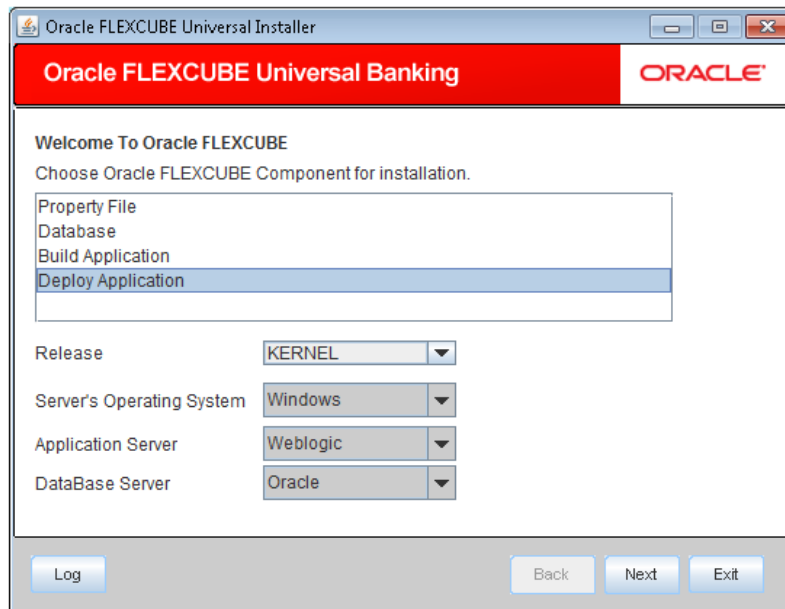 Oracle FLEXCUBE Universal Installer
Oracle FLEXCUBE Universal Banking
ORACLE®
Welcome To Oracle FLEXCUBE
Choose Oracle FLEXCUBE Component for installation.
Property File
Database
Build Application
Deploy Application
Release KERNEL
Server's Operating System Windows
Application Server Weblogic
DataBase Server Oracle
Log Back Next Exit